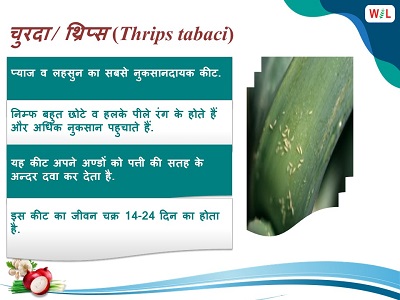 W L
चुरदा/ थ्रिप्स (Thrips tabaci)
प्याज व लहसुन का सबसे नुकसानदायक कीट.
निम्फ बहुत छोटे व हलके पीले रंग के होते हैं
और अधिक नुकसान पहुचाते हैं.
यह कीट अपने अण्डों को पत्ती की सतह के
अन्दर दवा कर देता है.
इस कीट का जीवन चक्र 14-24 दिन का होता
है.